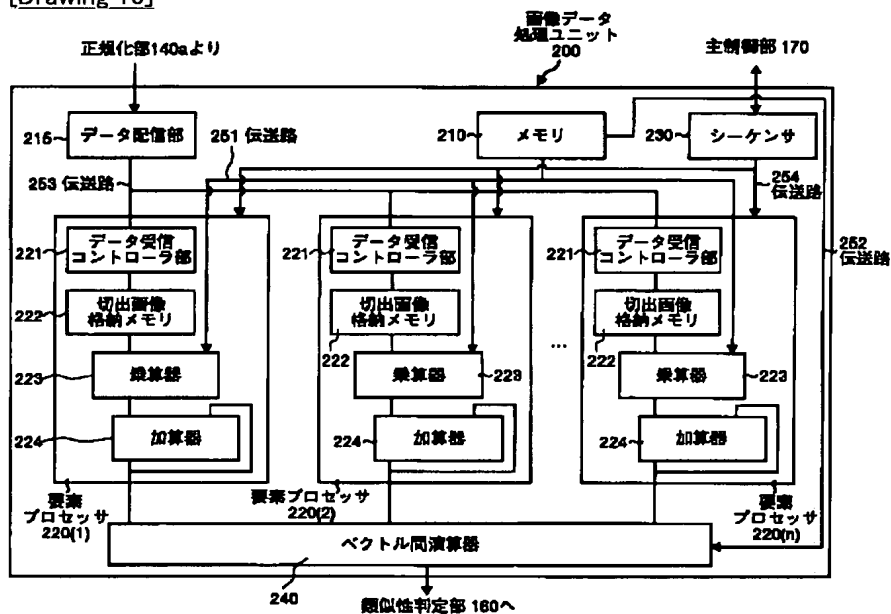 [Drawing 10]
画像データ
処理ユニット
200
正規化部140aより
主制御部 170
215
データ配信部
251 伝送路
210
メモリ
230
シーケンサ
253 伝送路
254
伝送路
252
伝送路
221
データ受信
コントローラ部
221
データ受信
コントローラ部
221
データ受信
コントローラ部
222
切出画像
格納メモリ
222
切出画像
格納メモリ
222
切出画像
格納メモリ
...
223
乗算器
乗算器
223
乗算器
223
224
加算器
224
加算器
224
加算器
要素
プロセッサ
220(1)
要素プロセッサ
220(2)
要素
プロセッサ
220(n)
ベクトル間演算器
240
類似性判定部 160へ